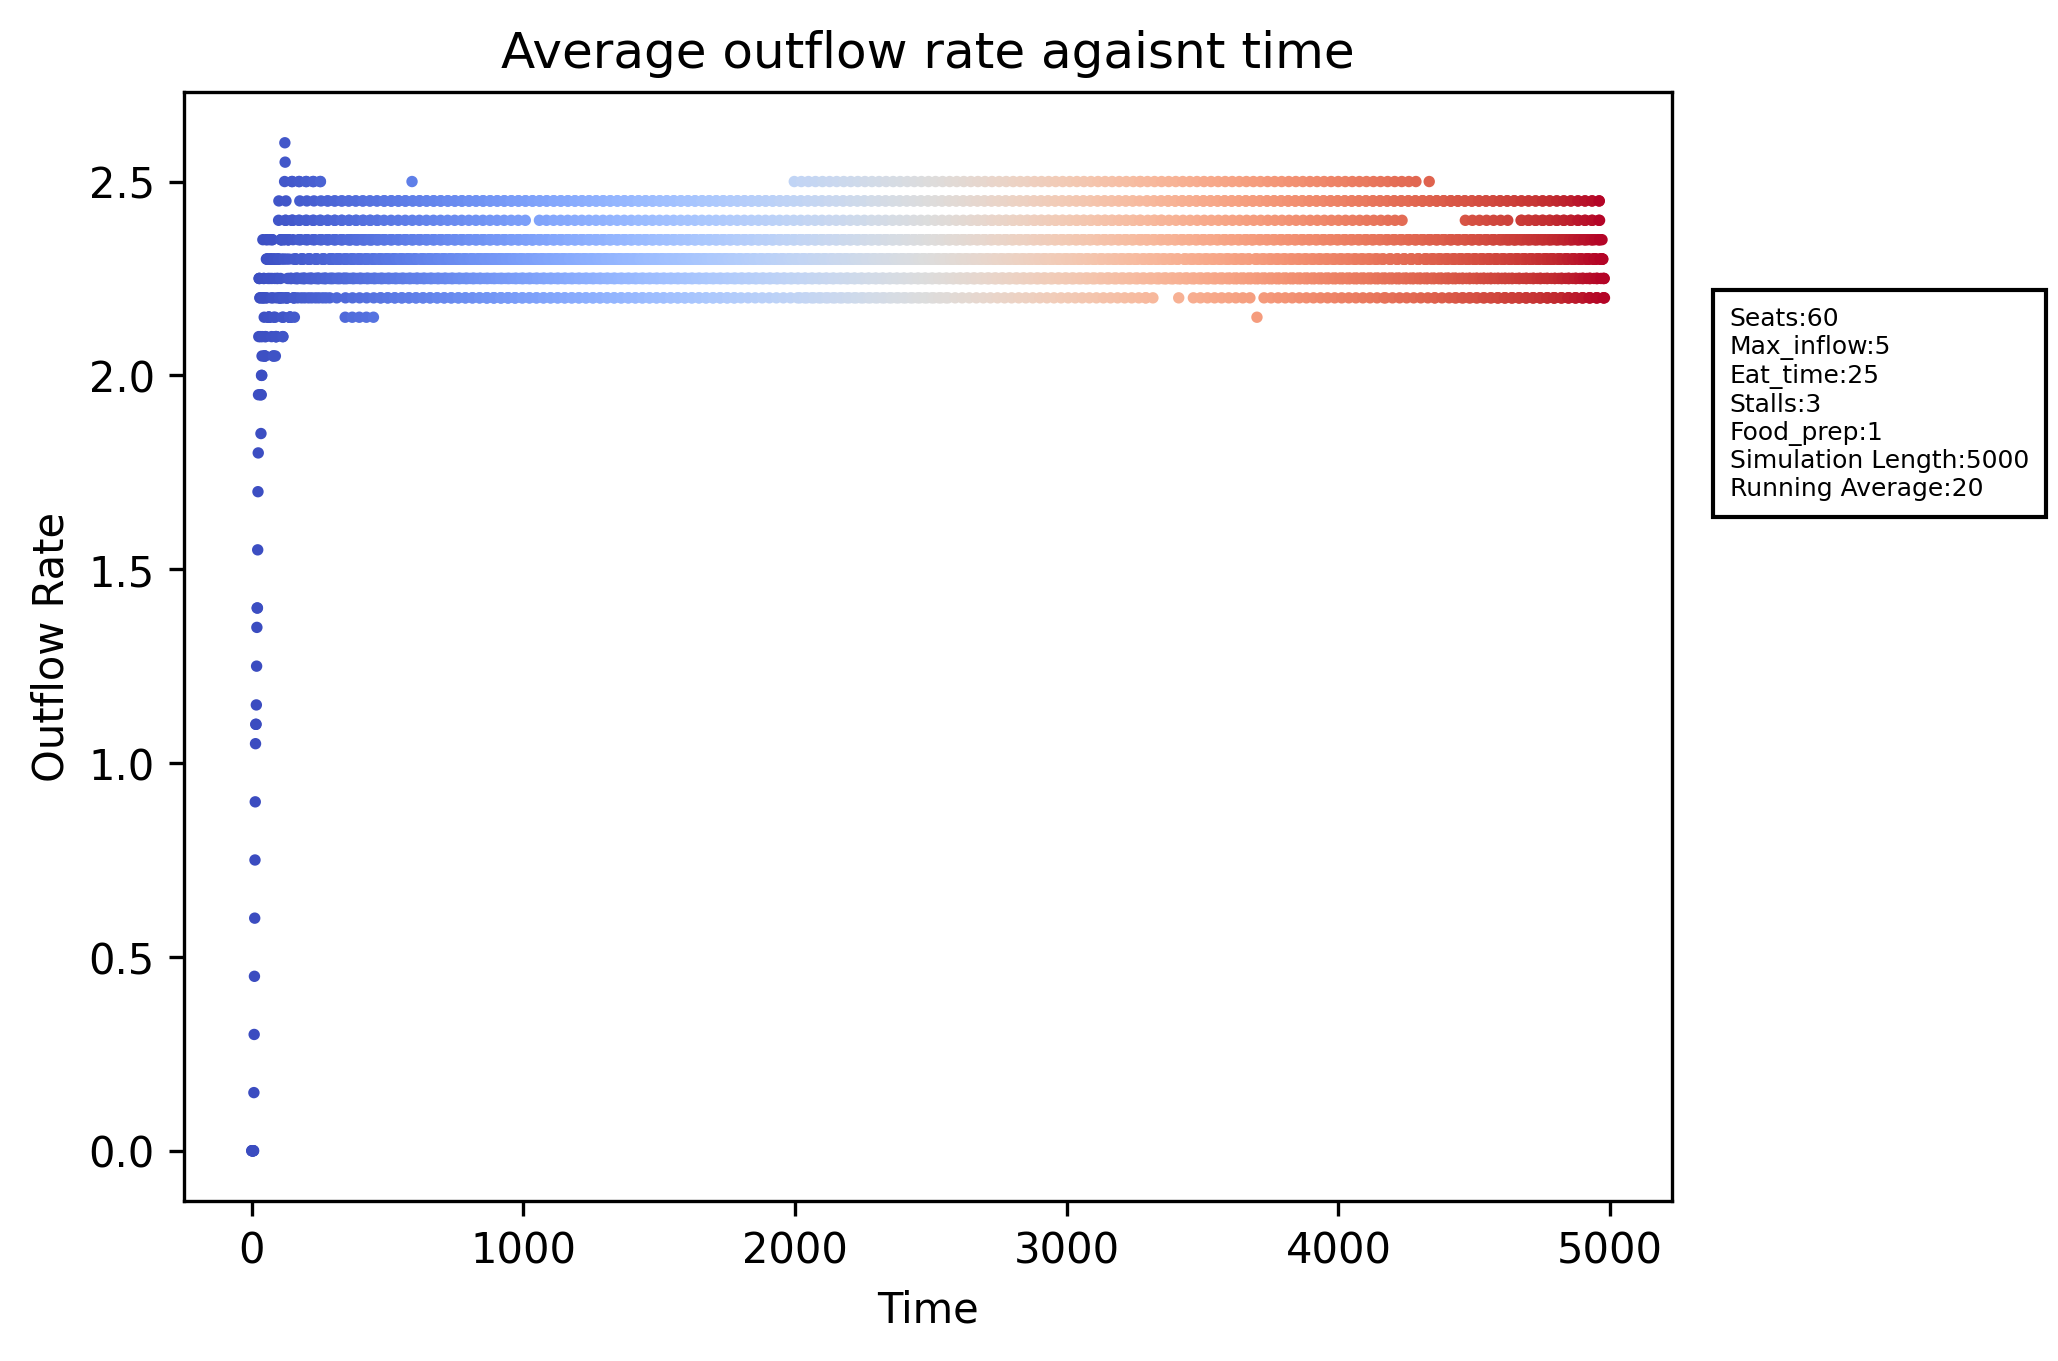 Average outflow rate agaisnt time
Outflow Rate
2.5
2.0
1.5
1.0
0.5
0.0
0 1000 2000 3000 4000 5000
Time
Seats:60
Max_inflow:5
Eat_time:25
Stalls:3
Food_prep:1
Simulation Length:5000
Running Average:20